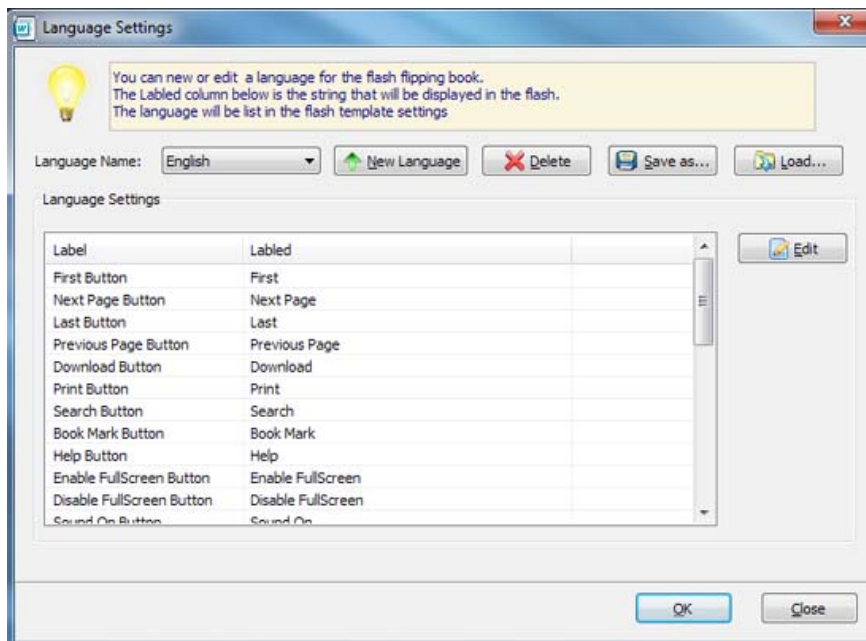 Language Settings
You can new or edit a language for the flash flipping book.
The Labled column below is the string that will be displayed in the flash.
The language will be list in the flash template settings
Language Name: English New Language Delete Save as... Load...
Language Settings
Label Labled Edit
First Button First
Next Page Button Next Page
Last Button Last
Previous Page Button Previous Page
Download Button Download
Print Button Print
Search Button Search
Book Mark Button Book Mark
Help Button Help
Enable FullScreen Button Enable FullScreen
Disable FullScreen Button Disable FullScreen
Sound On Button Sound On
OK Close